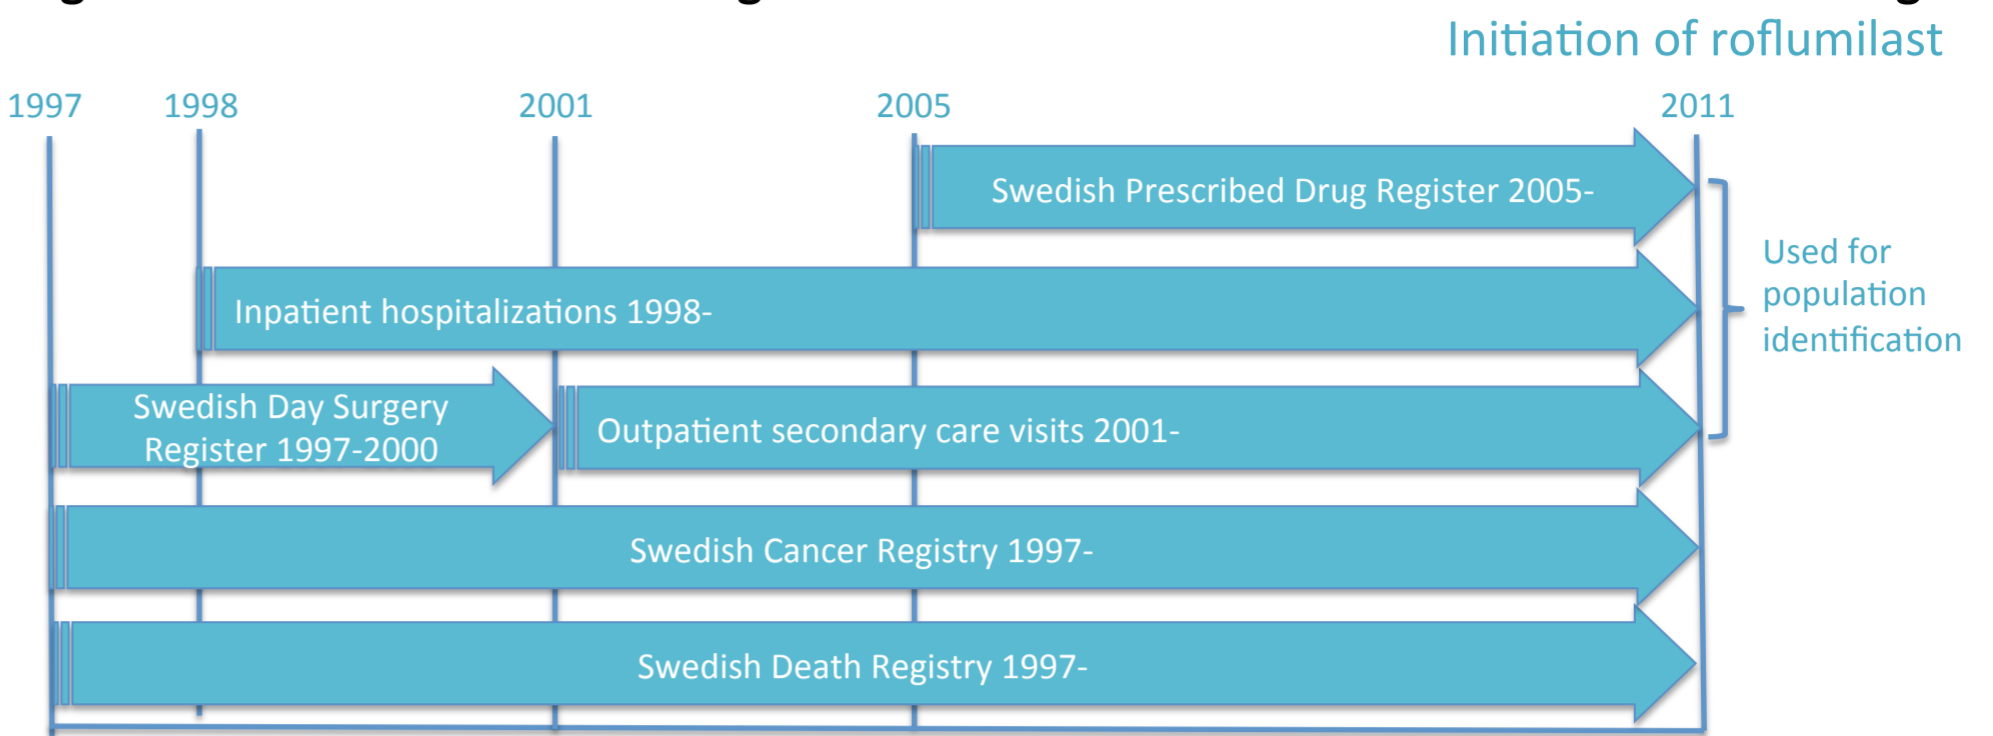 Initiation of roflumilast
1997 1998 2001 2005 2011
Swedish Prescribed Drug Register 2005-
Used for
population
identification
Inpatient hospitalizations 1998-
Swedish Day Surgery
Register 1997-2000
Outpatient secondary care visits 2001-
Swedish Cancer Registry 1997-
Swedish Death Registry 1997-